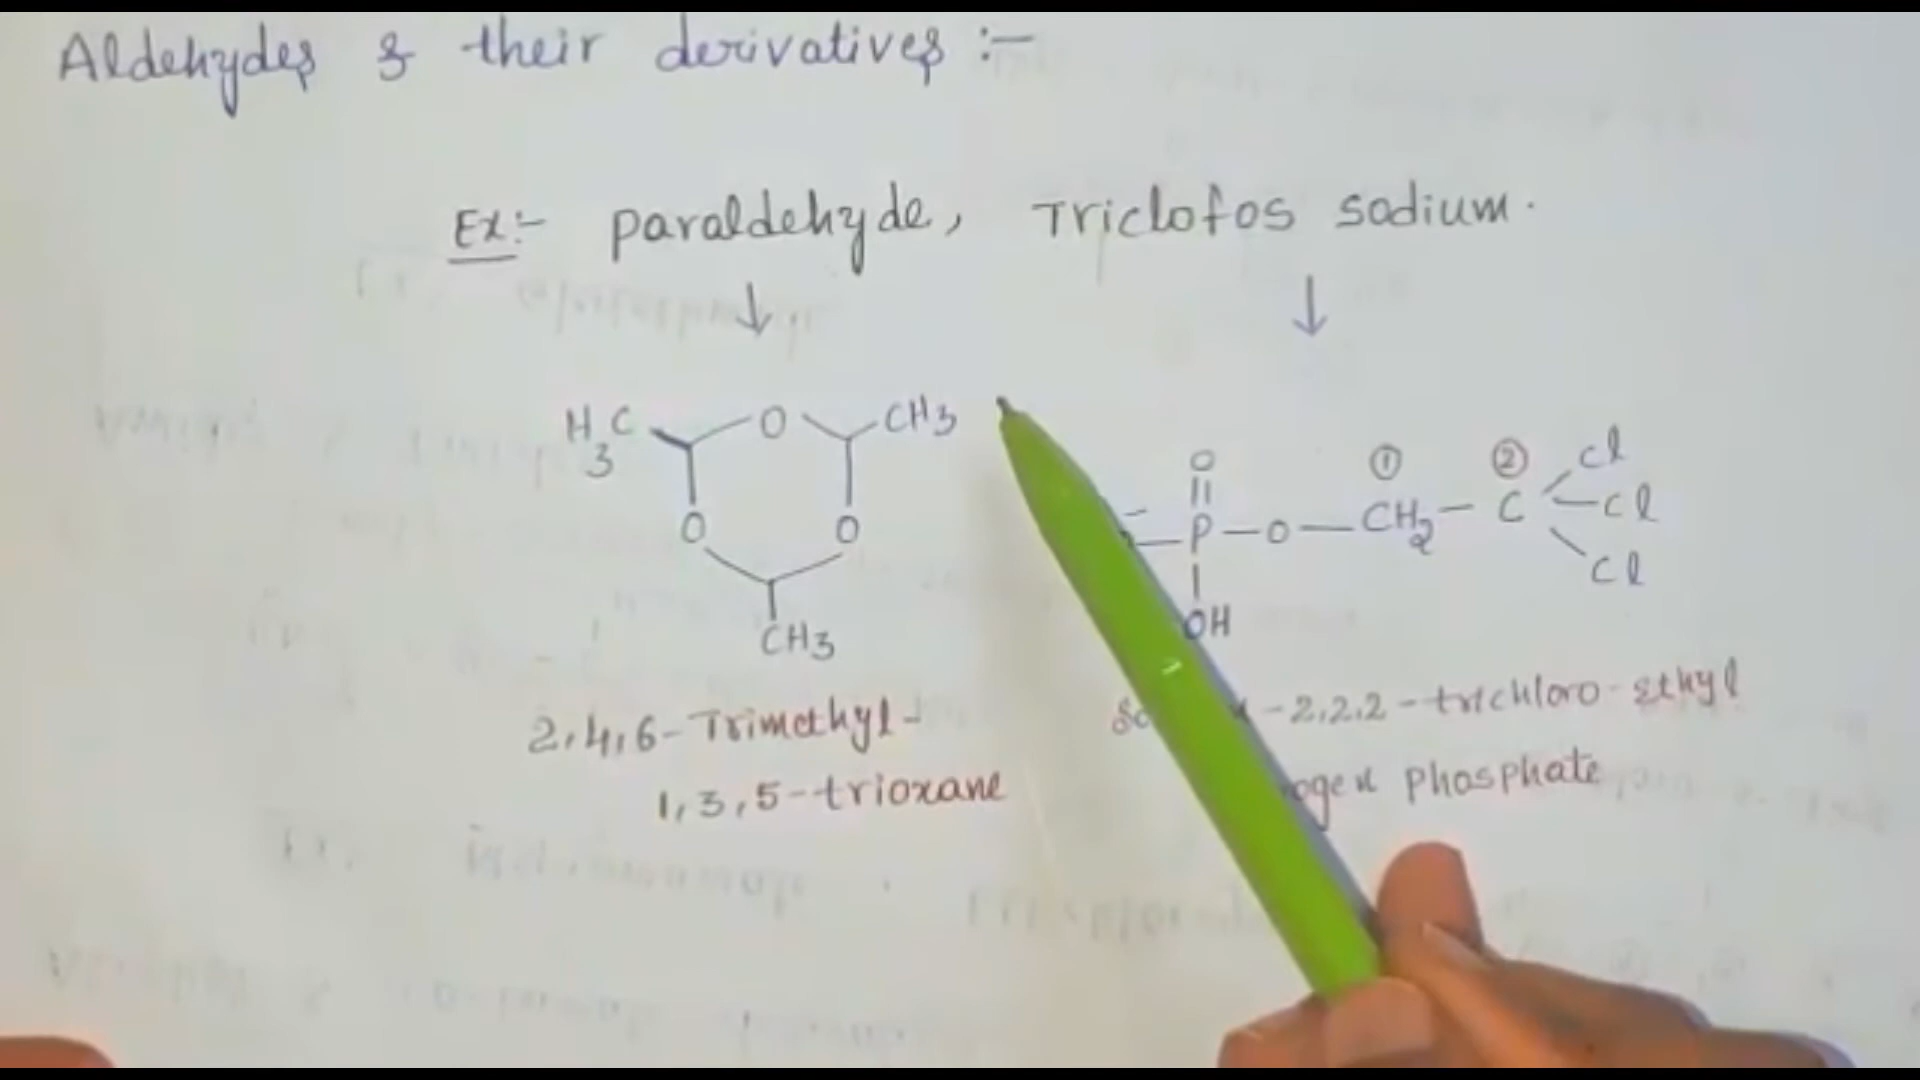 Aldehydes & their derivatives :-
Ex:- paraldehyde, Triclofos sodium.
H3C O CH3
O O
CH3
O
P - O - CH2 - C
① ②
Cl
Cl
Cl
OH
2,4,6-Trimethyl-
1,3,5-trioxane
-2,2,2-trichloro-Ethyl
phosphate